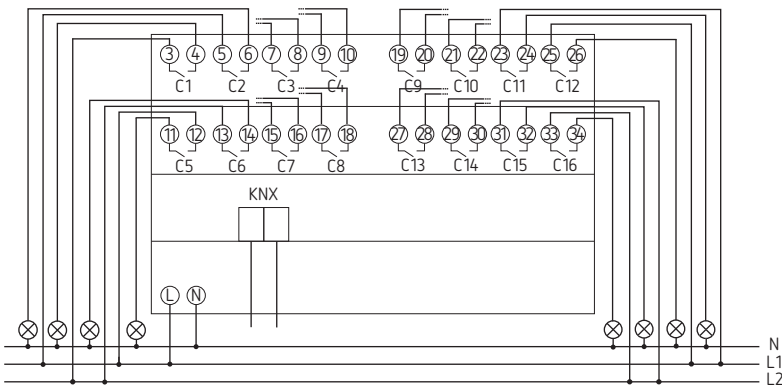 3 4 5 6 7 8 9 10 19 20 21 22 23 24 25 26
C1 C2 C3 C4 C9 C10 C11 C12
11 12 13 14 15 16 17 18 27 28 29 30 31 32 33 34
C5 C6 C7 C8 C13 C14 C15 C16
KNX
L N
N
L1
L2